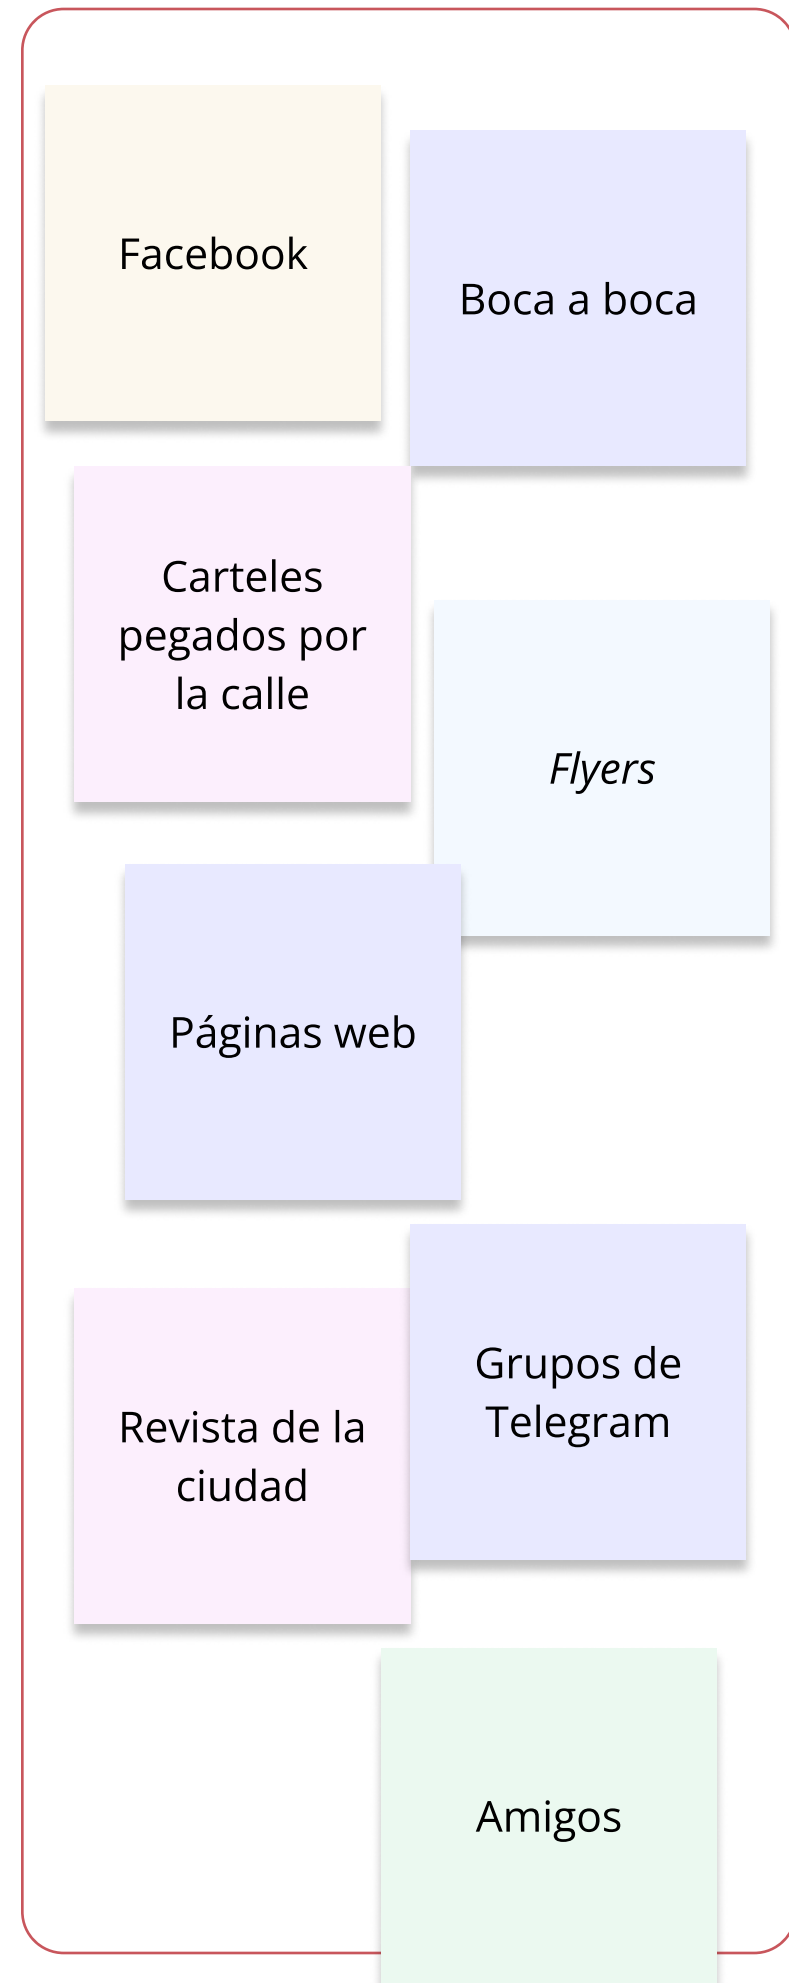 Facebook
Boca a boca
Carteles
pegados por
la calle
Flyers
Páginas web
Grupos de
Telegram
Revista de la
ciudad
Amigos